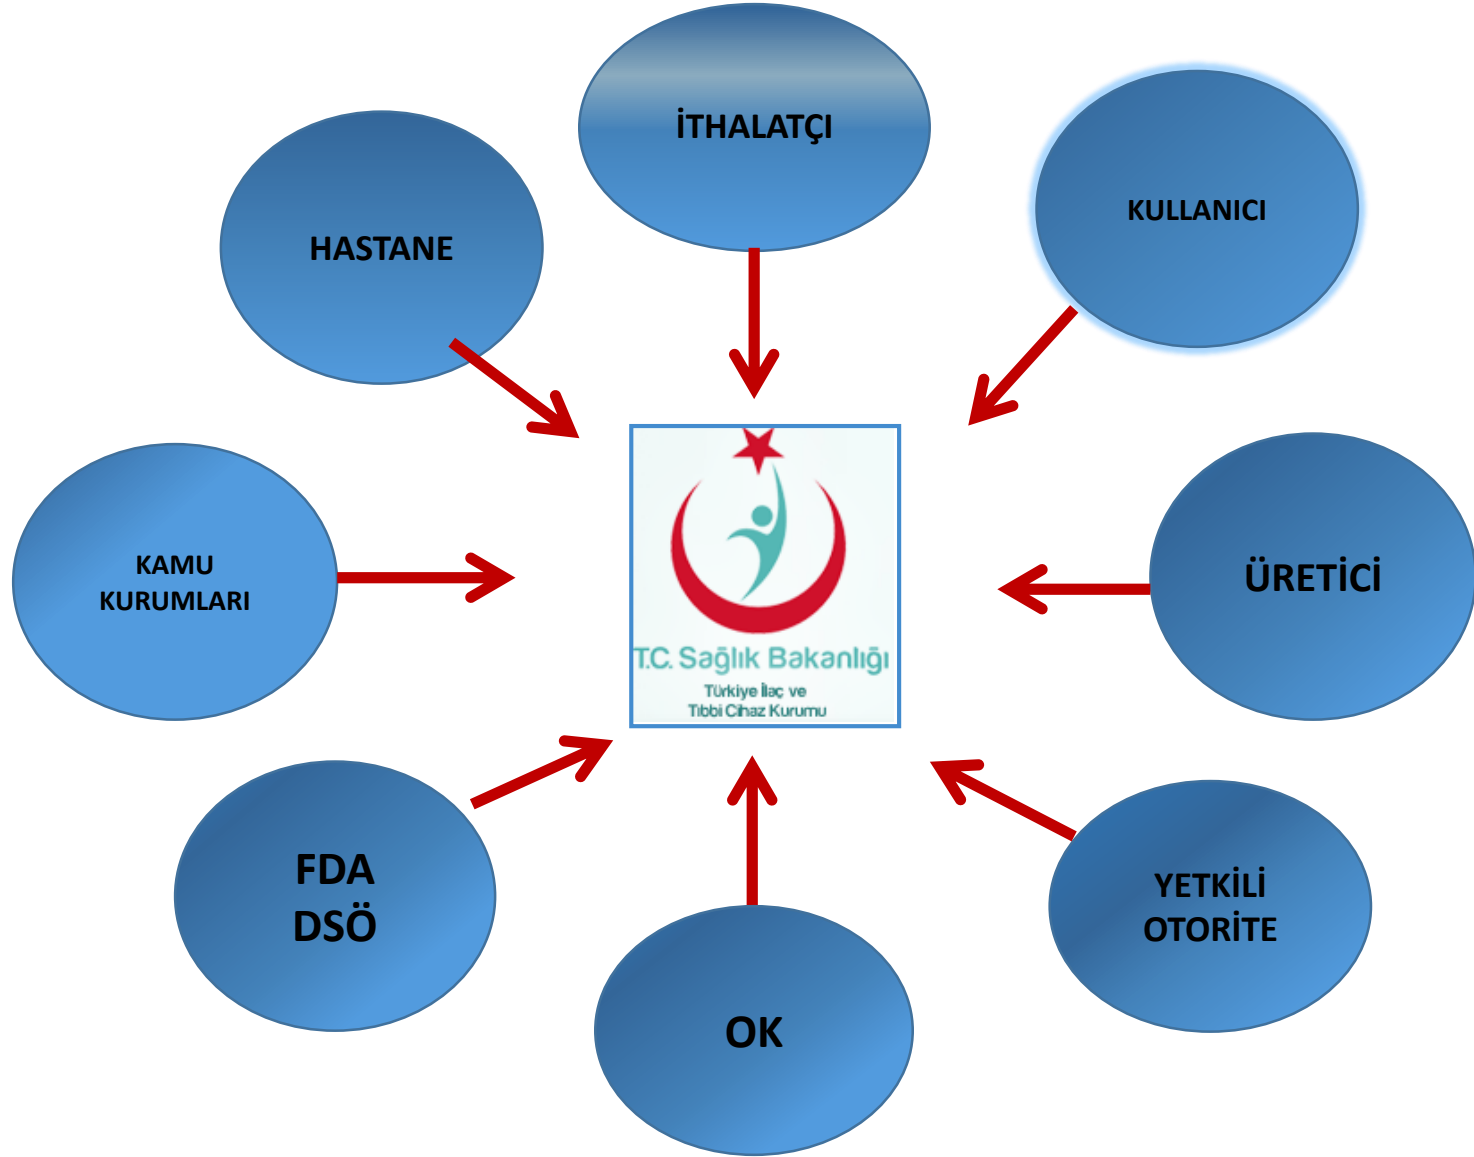 İTHALATÇI
KULLANICI
HASTANE
KAMU
KURUMLARI
ÜRETİCİ
T.C. Sağlık Bakanlığı
Türkiye İlaç ve
Tıbbi Cihaz Kurumu
FDA
DSÖ
YETKİLİ
OTORİTE
OK